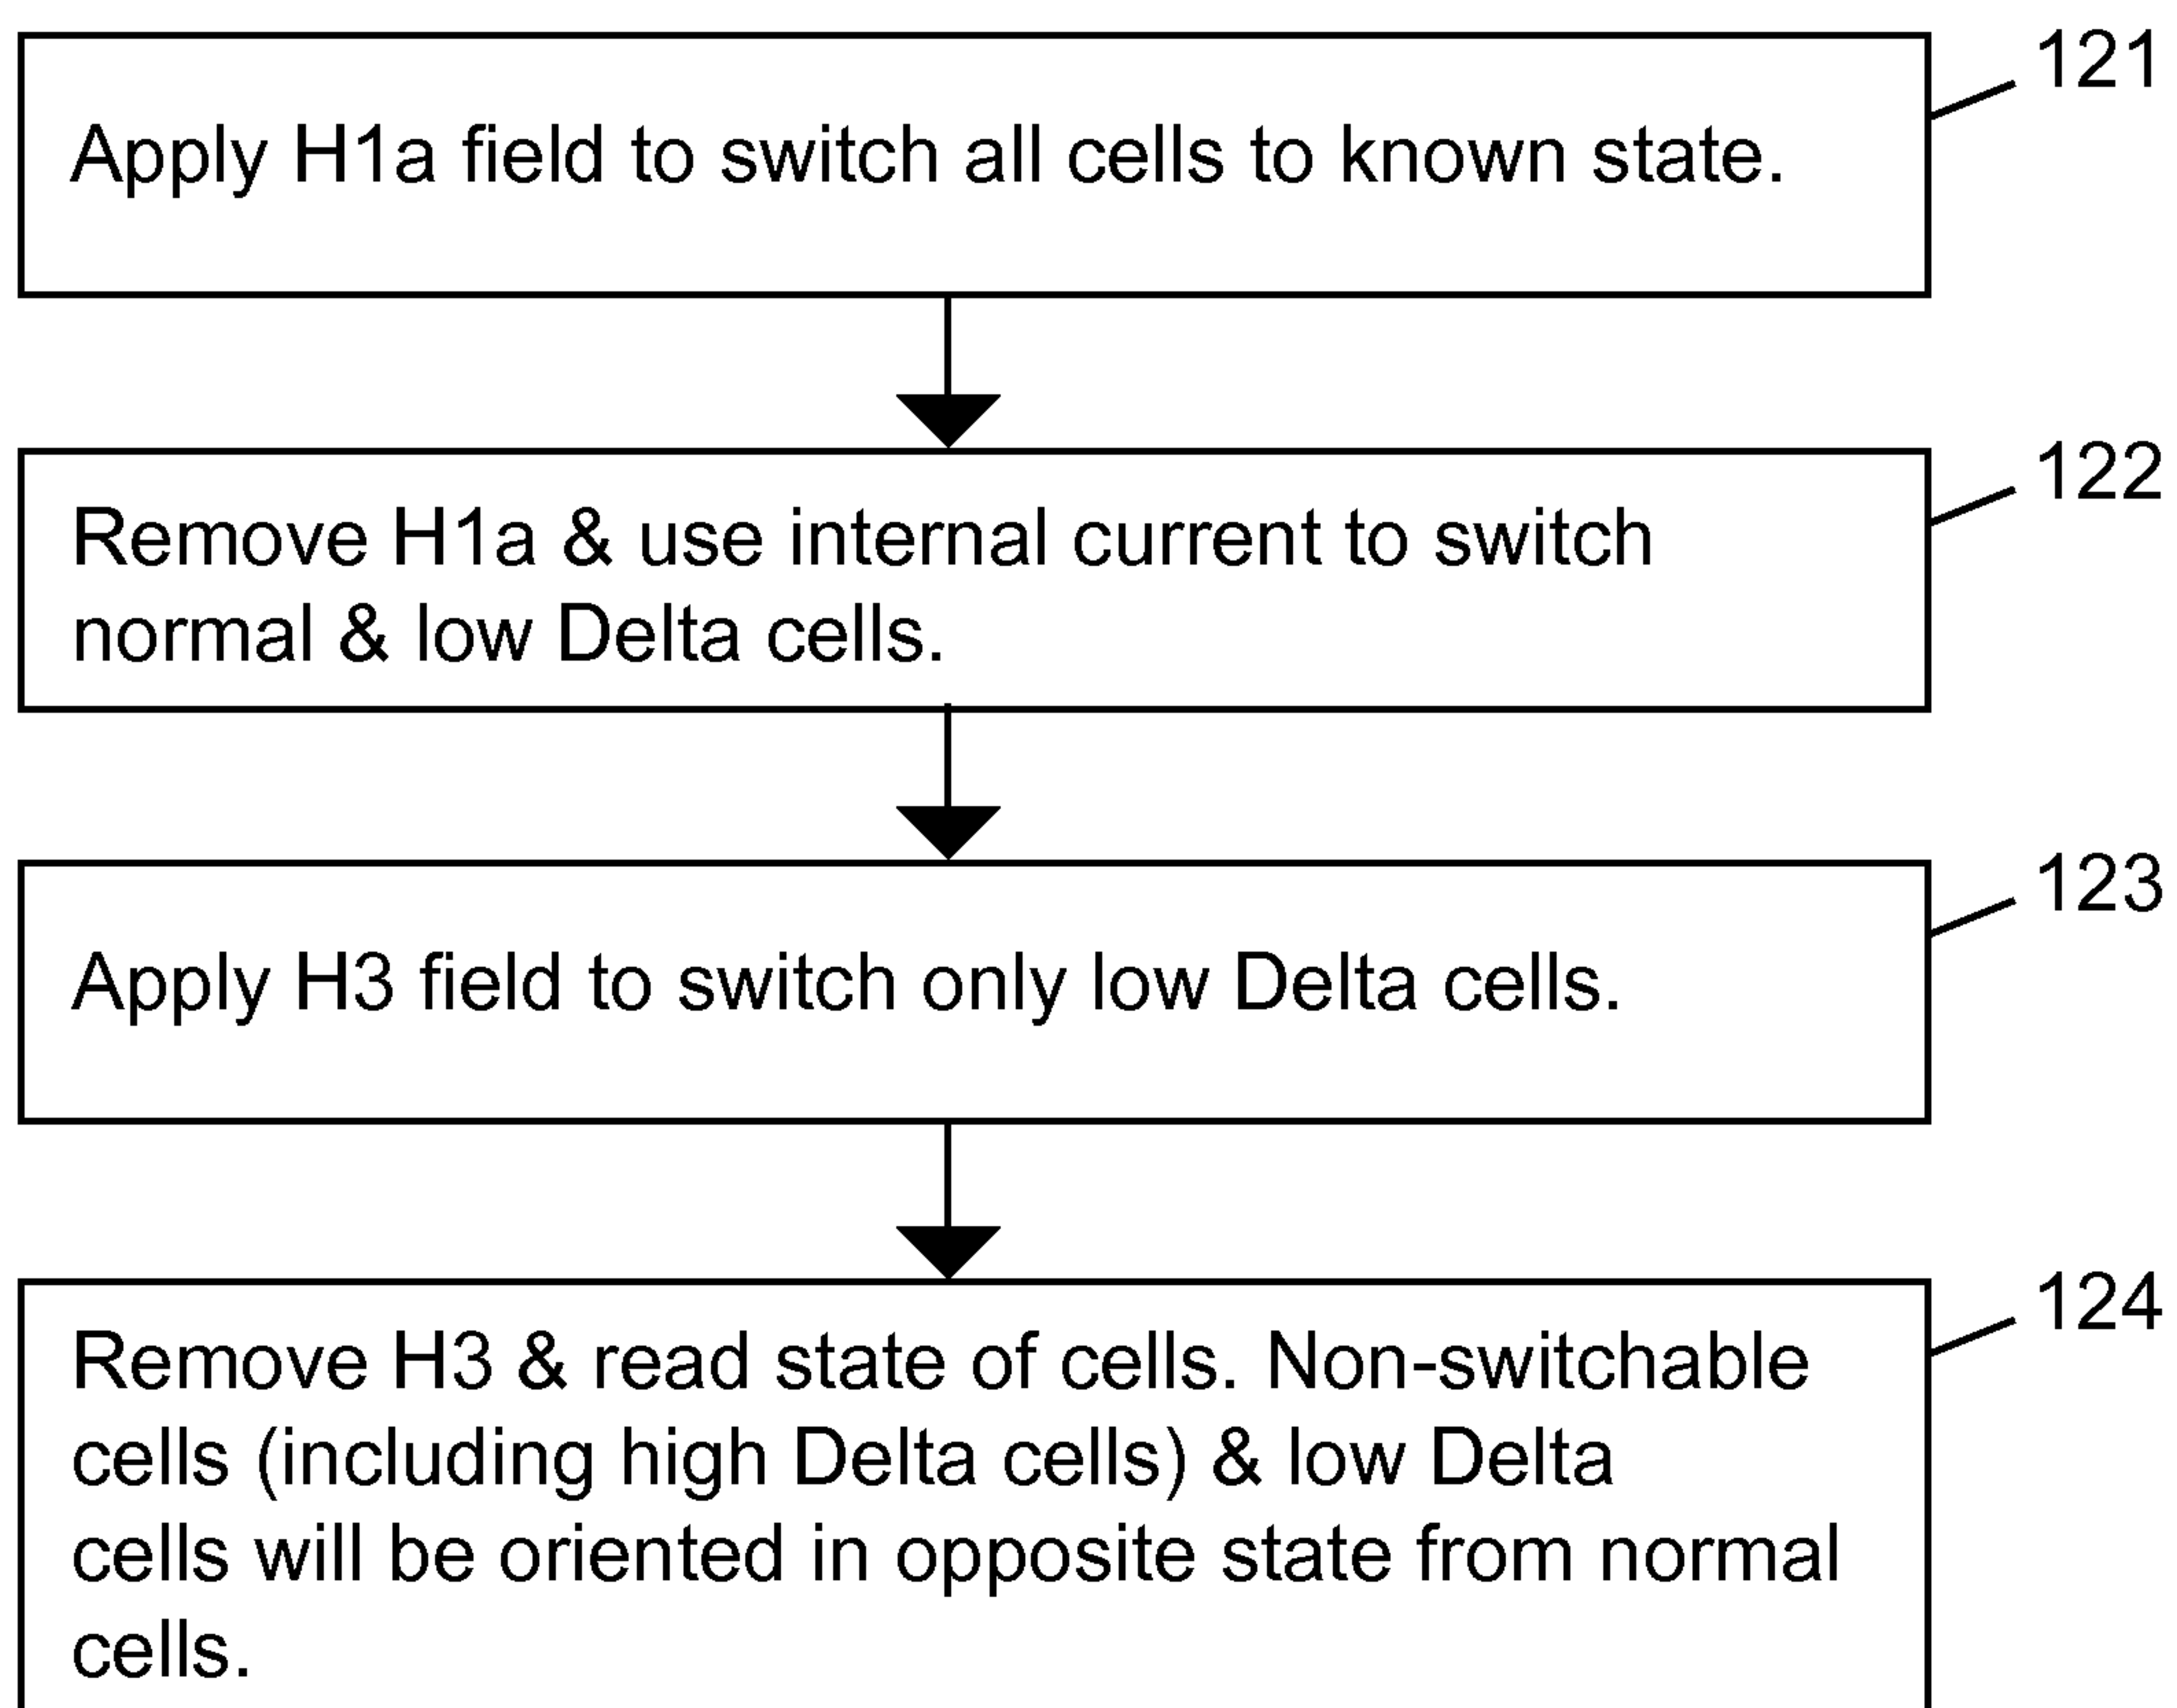 121
Apply H1a field to switch all cells to known state.
122
Remove H1a & use internal current to switch
normal & low Delta cells.
123
Apply H3 field to switch only low Delta cells.
124
Remove H3 & read state of cells. Non-switchable
cells (including high Delta cells) & low Delta
cells will be oriented in opposite state from normal
cells.